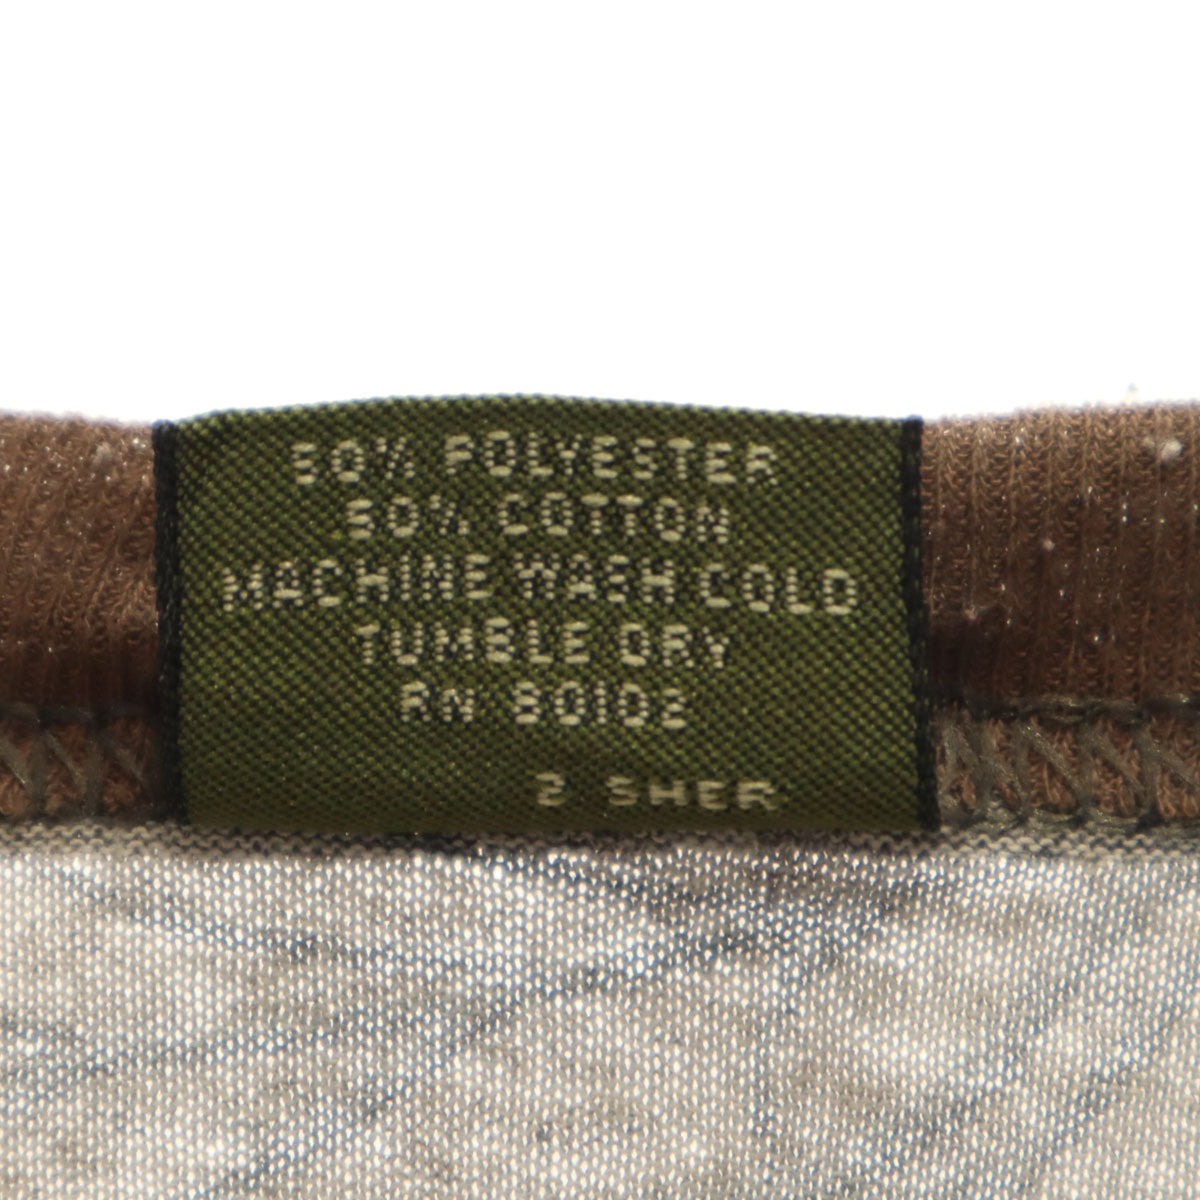 50% POLYESTER
50% COTTON
MACHINE WASH COLD
TUMBLE DRY
RN 80102
2 SHER